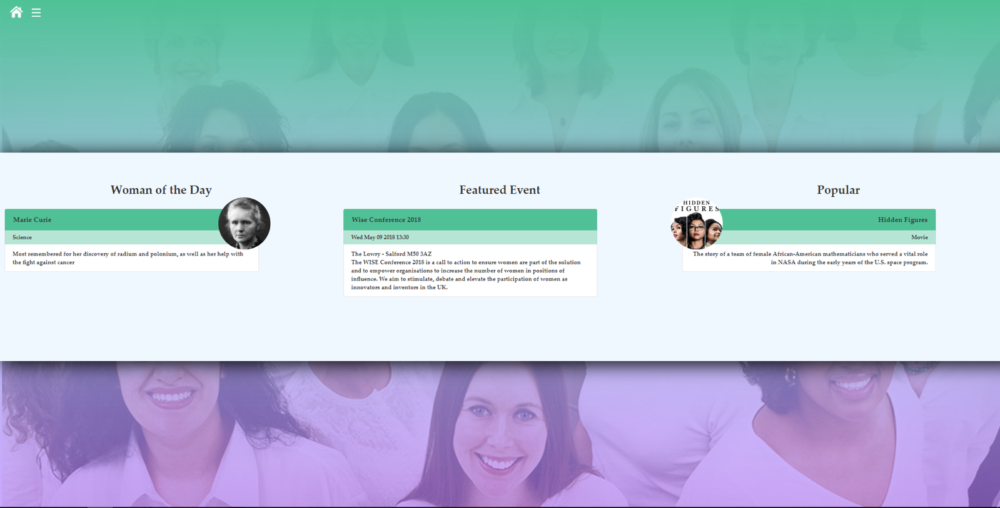 Woman of the Day
Marie Curie
Science
Most remembered for her discovery of radium and polonium, as well as her help with
the fight against cancer
Featured Event
Wise Conference 2018
Wed May 09 2018 13:30
The Lowry - Salford M50 3AZ
The WISE Conference 2018 is a call to action to ensure women are part of the solution
and to empower organisations to increase the number of women in positions of
influence. We aim to stimulate, debate and elevate the participation of women as
innovators and inventors in the UK.
Popular
HIDDEN
FIGURES
Hidden Figures
Movie
The story of a team of female African-American mathematicians who served a vital role
in NASA during the early years of the U.S. space program.